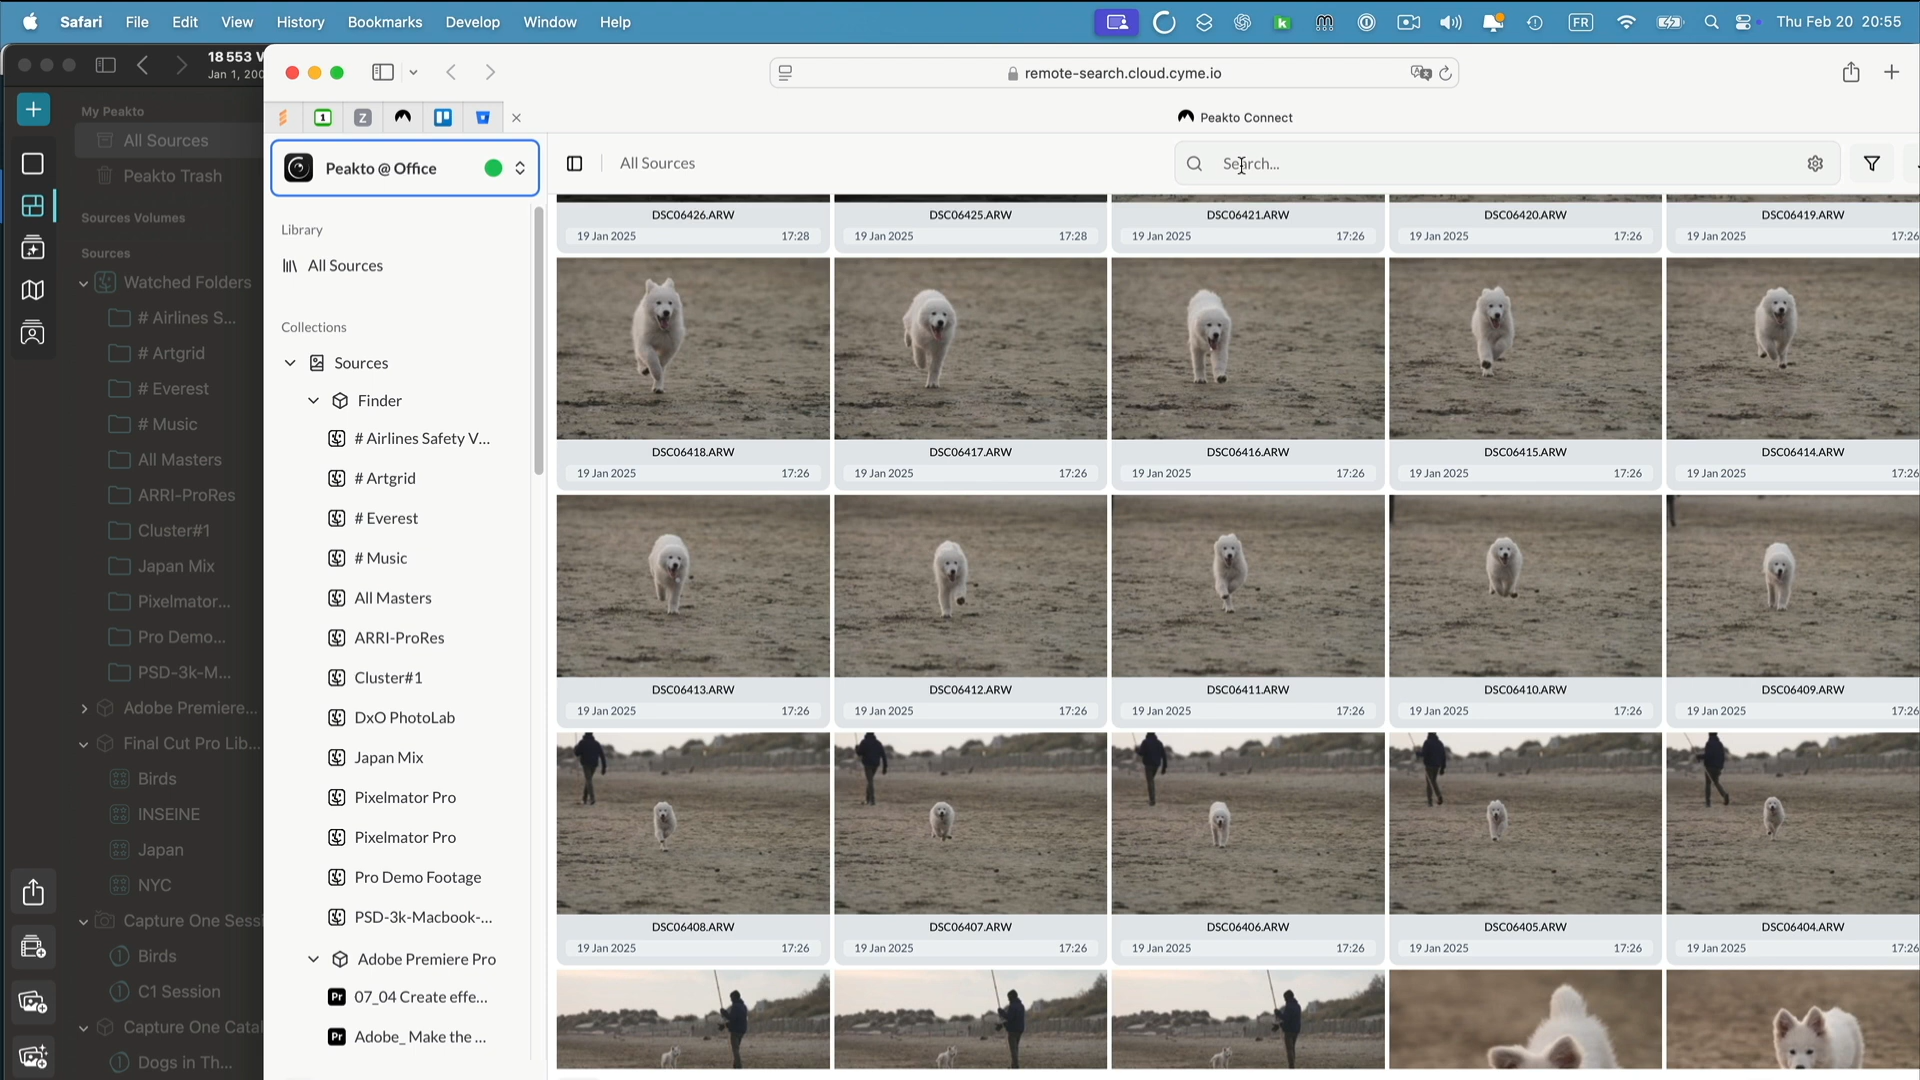 Safari File Edit View History Bookmarks Develop Window Help
FR
Thu Feb 20 20:55
18 553
Jan 1, 200
My Peakto
All Sources
Peakto Trash
Sources Volumes
Sources
Watched Folders
# Airlines S...
# Artgrid
# Everest
# Music
All Masters
ARRI-ProRes
Cluster#1
Japan Mix
Pixelmator...
Pro Demo...
PSD-3k-M...
Adobe Premiere...
Final Cut Pro Lib...
Birds
INSEINE
Japan
NYC
Capture One Sessi
Birds
C1 Session
Capture One Catal
Dogs in Th...
remote-search.cloud.cyme.io
1
Z
Peakto Connect
Peakto @ Office
Library
All Sources
Collections
Sources
Finder
# Airlines Safety V...
# Artgrid
# Everest
# Music
All Masters
ARRI-ProRes
Cluster#1
DxO PhotoLab
Japan Mix
Pixelmator Pro
Pixelmator Pro
Pro Demo Footage
PSD-3k-Macbook-...
Adobe Premiere Pro
Pr 07_04 Create effe...
Pr Adobe_ Make the ...
All Sources
Search...
DSC06426.ARW DSC06425.ARW DSC06421.ARW DSC06420.ARW DSC06419.ARW
19 Jan 2025 17:28 19 Jan 2025 17:28 19 Jan 2025 17:26 19 Jan 2025 17:26 19 Jan 2025 17:26
DSC06418.ARW DSC06417.ARW DSC06416.ARW DSC06415.ARW DSC06414.ARW
19 Jan 2025 17:26 19 Jan 2025 17:26 19 Jan 2025 17:26 19 Jan 2025 17:26 19 Jan 2025 17:26
DSC06413.ARW DSC06412.ARW DSC06411.ARW DSC06410.ARW DSC06409.ARW
19 Jan 2025 17:26 19 Jan 2025 17:26 19 Jan 2025 17:26 19 Jan 2025 17:26 19 Jan 2025 17:26
DSC06408.ARW DSC06407.ARW DSC06406.ARW DSC06405.ARW DSC06404.ARW
19 Jan 2025 17:26 19 Jan 2025 17:26 19 Jan 2025 17:26 19 Jan 2025 17:26 19 Jan 2025 17:26